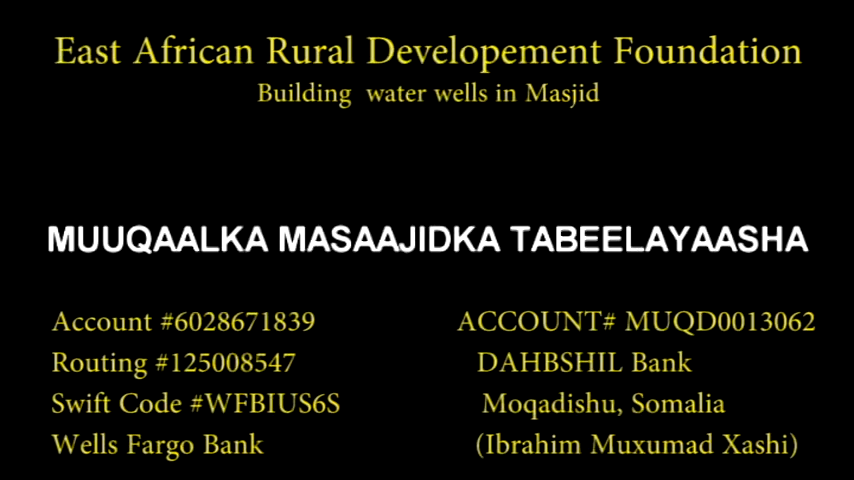 East African Rural Developement Foundation
Building water wells in Masjid
MUUQAALKA MASAAJIDKA TABEELAYAASHA
Account #6028671839
Routing #125008547
Swift Code #WFBIUS6S
Wells Fargo Bank
ACCOUNT# MUQD0013062
DAHBSHIL Bank
Moqadishu, Somalia
(Ibrahim Muxumad Xashi)